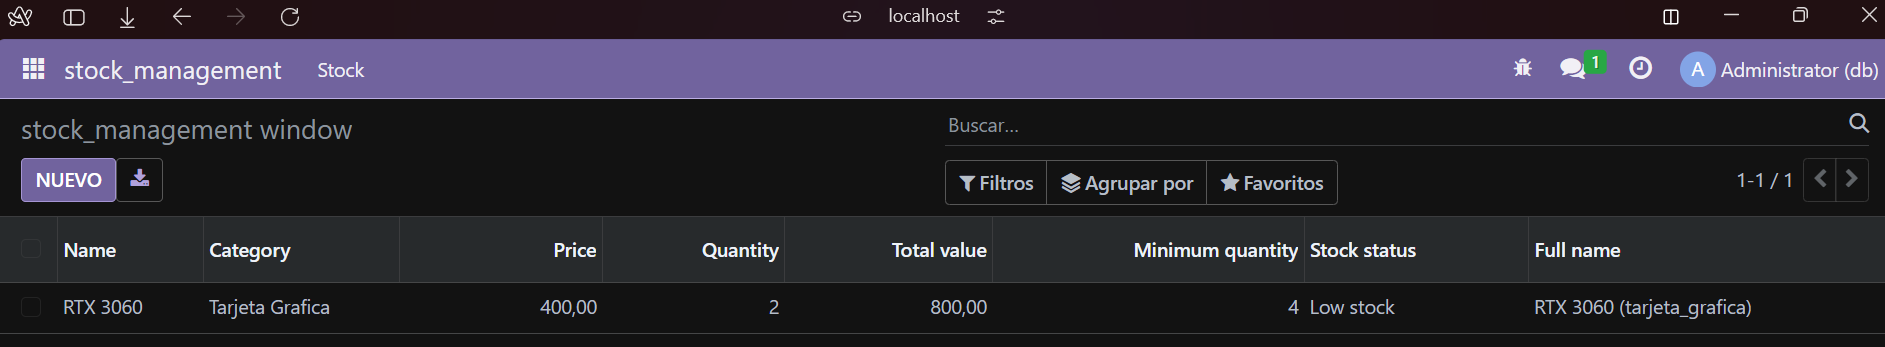 localhost
stock_management Stock 1 A Administrator (db)
stock_management window Buscar...
NUEVO Filtros Agrupar por Favoritos 1-1 / 1
Name Category Price Quantity Total value Minimum quantity Stock status Full name
RTX 3060 Tarjeta Grafica 400,00 2 800,00 4 Low stock RTX 3060 (tarjeta_grafica)